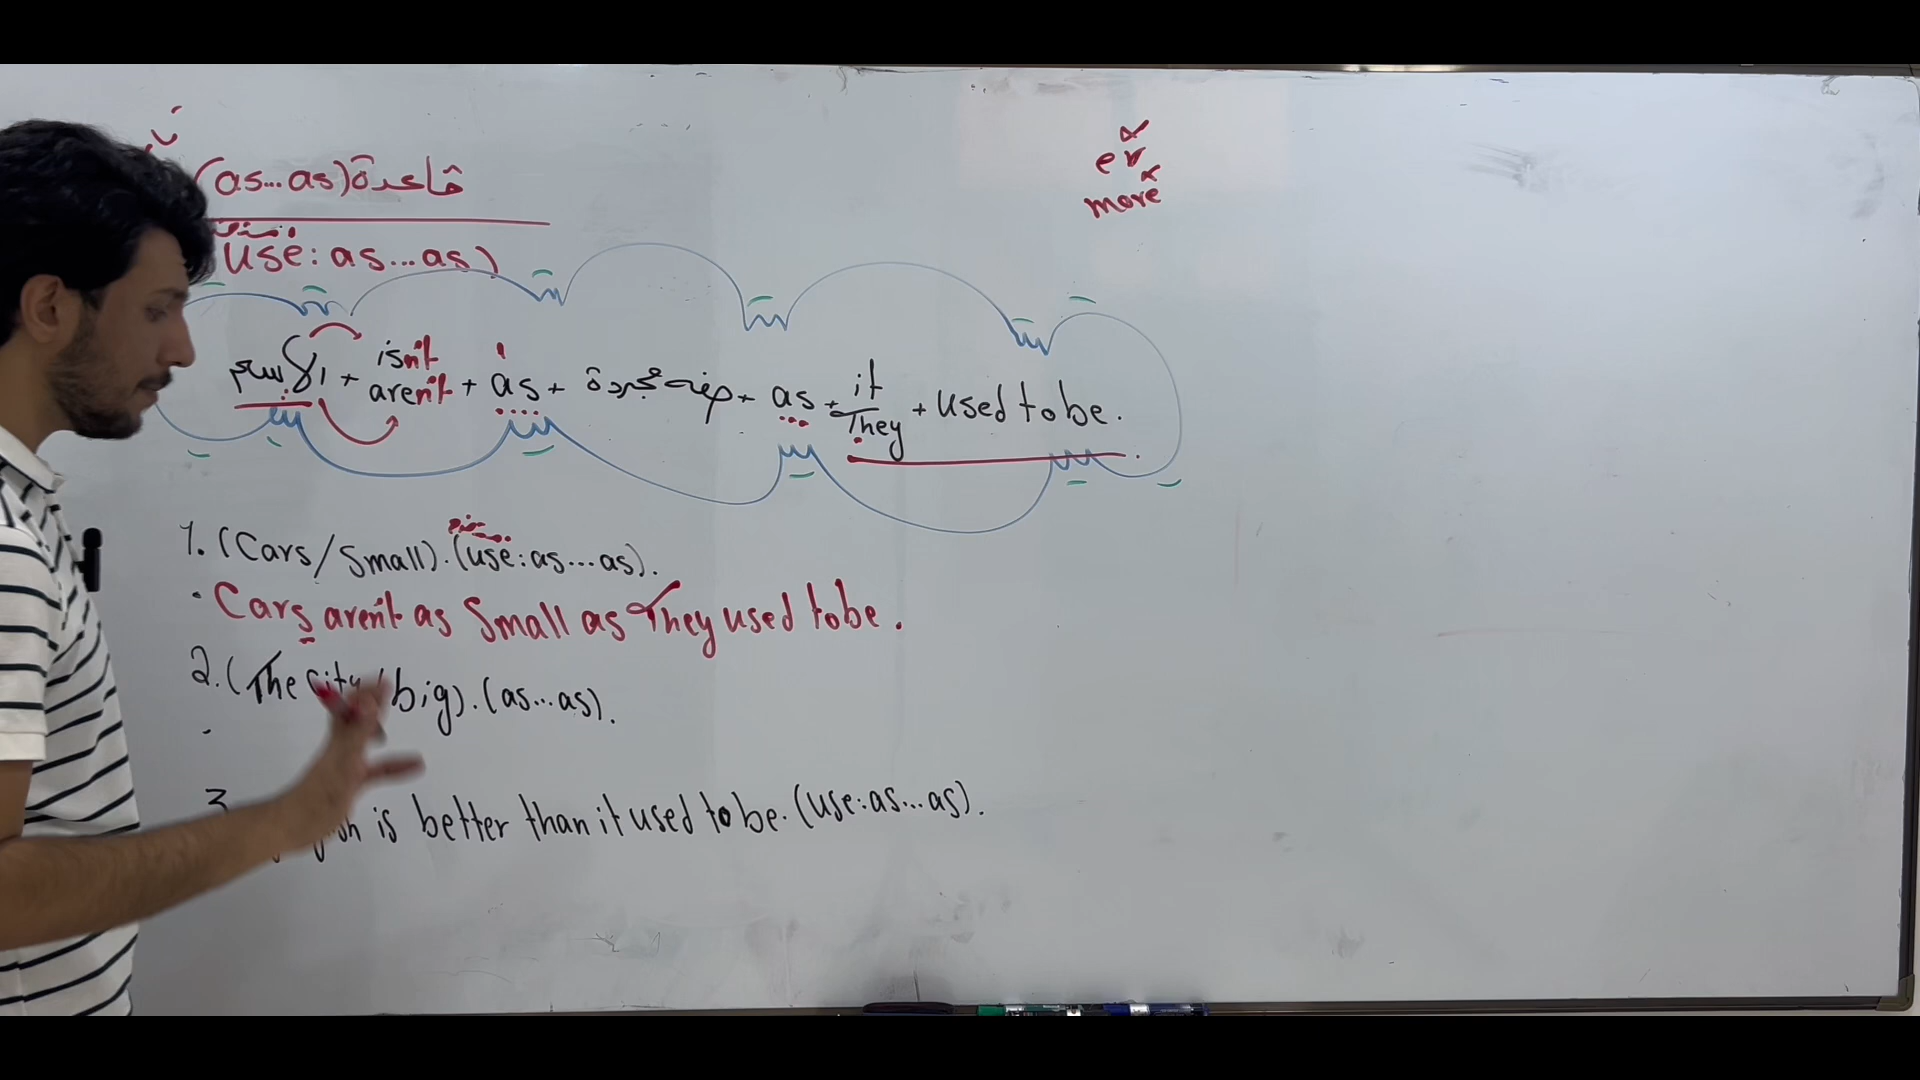 قاعدة (as...as)
use: as...as)
er
more
الاسم + isn't / aren't + as + صفة مجردة + as + it / They + used to be.
1. (Cars/Small). (use: as...as).
• Cars aren't as Small as They used to be.
2. (The City/big). (as...as).
3. is better than it used to be. (use: as...as).